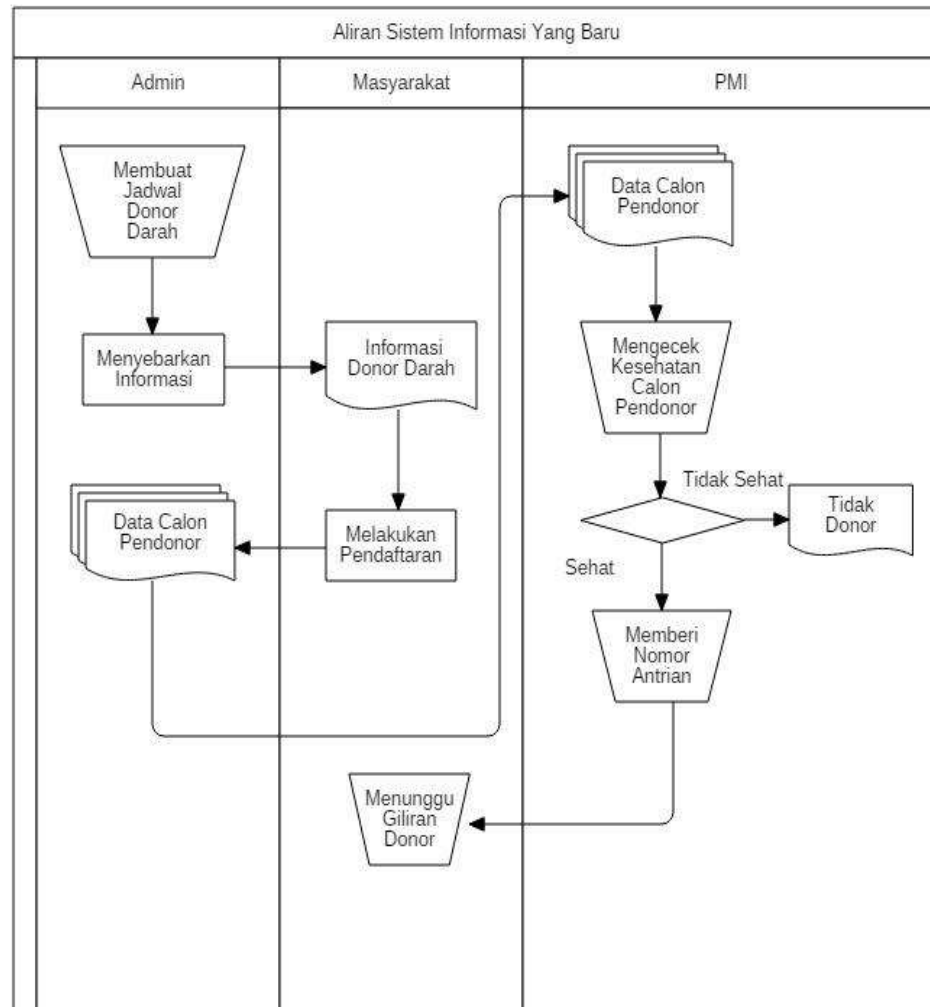 Aliran Sistem Informasi Yang Baru
Admin
Masyarakat
PMI
Membuat
Jadwal
Donor
Darah
Menyebarkan
Informasi
Informasi
Donor Darah
Melakukan
Pendaftaran
Data Calon
Pendonor
Data Calon
Pendonor
Mengecek
Kesehatan
Calon
Pendonor
Tidak Sehat
Tidak
Donor
Sehat
Memberi
Nomor
Antrian
Menunggu
Giliran
Donor